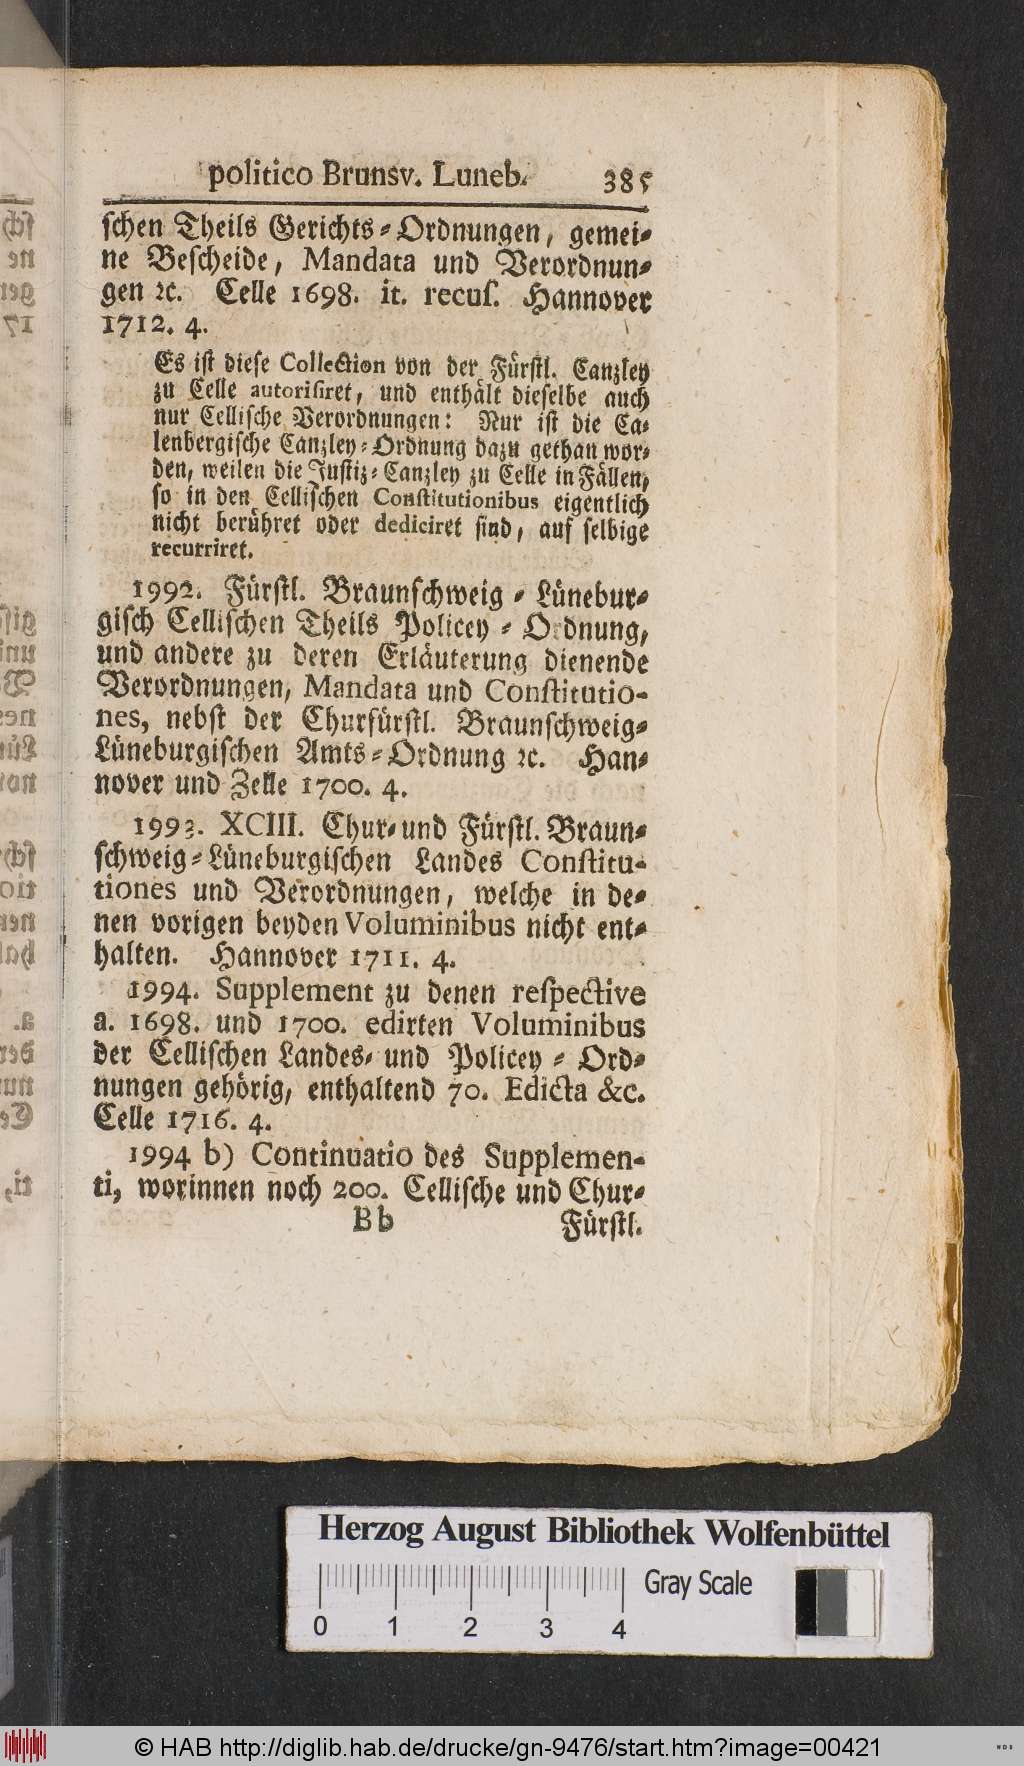 politico Brunsv. Luneb. 385
schen Theils Gerichts-Ordnungen, gemei-
ne Bescheide, Mandata und Verordnun-
gen ꝛc. Celle 1698. it. recus. Hannover
1712. 4.
Es ist diese Collection von der Fürstl. Canzley
zu Celle autorisiret, und enthält dieselbe auch
nur Cellische Verordnungen: Nur ist die Ca-
lenbergische Canzley-Ordnung dazu gethan wor-
den, weilen die Justiz-Canzley zu Celle in Fällen,
so in den Cellischen Constitutionibus eigentlich
nicht berühret oder dediciret sind, auf selbige
recurriret.
1992. Fürstl. Braunschweig-Lünebur-
gisch Cellischen Theils Policey-Ordnung,
und andere zu deren Erläuterung dienende
Verordnungen, Mandata und Constitutio-
nes, nebst der Churfürstl. Braunschweig-
Lüneburgischen Amts-Ordnung ꝛc. Han-
nover und Zelle 1700. 4.
1993. XCIII. Chur- und Fürstl. Braun-
schweig-Lüneburgischen Landes Constitu-
tiones und Verordnungen, welche in de-
nen vorigen beyden Voluminibus nicht ent-
halten. Hannover 1711. 4.
1994. Supplement zu denen respective
a. 1698. und 1700. edirten Voluminibus
der Cellischen Landes- und Policey-Ord-
nungen gehörig, enthaltend 70. Edicta &c.
Celle 1716. 4.
1994 b) Continuatio des Supplemen-
ti, worinnen noch 200. Cellische und Chur-
Bb Fürstl.
Herzog August Bibliothek Wolfenbüttel
Gray Scale
0 1 2 3 4
© HAB http://diglib.hab.de/drucke/gn-9476/start.htm?image=00421